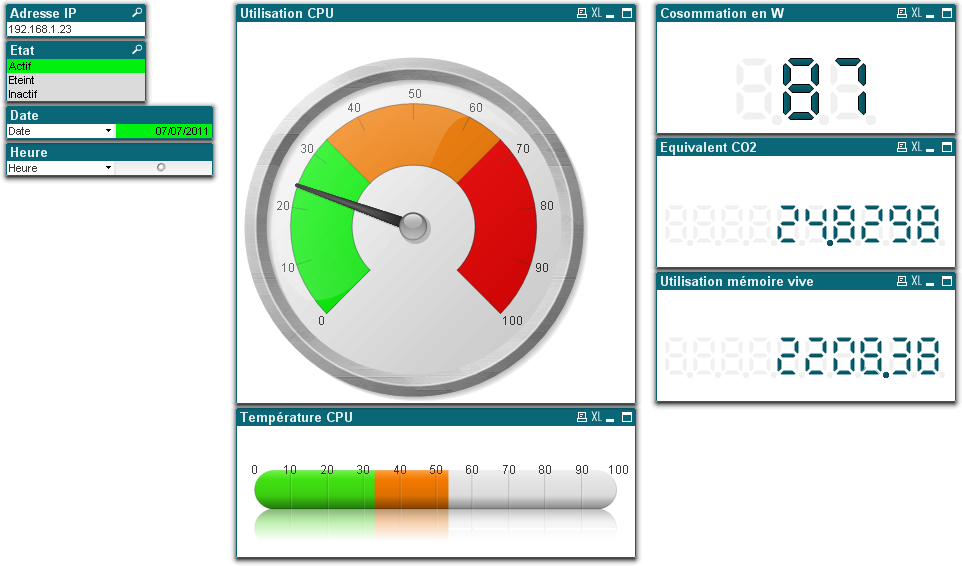 Adresse IP
192.168.1.23
Etat
Actif
Eteint
Inactif
Date
Date 07/07/2011
Heure
Heure
Utilisation CPU XL
0
10
20
30
40
50
60
70
80
90
100
Température CPU XL
0 10 20 30 40 50 60 70 80 90 100
Cosommation en W XL
87
Equivalent CO2 XL
24.8298
Utilisation mémoire vive XL
2208.38